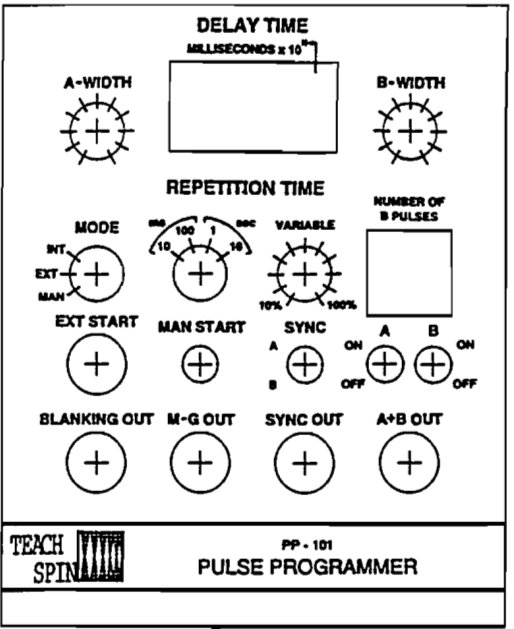 DELAY TIME
MILLISECONDS x 10ⁿ
A-WIDTH
B-WIDTH
REPETITION TIME
NUMBER OF
B PULSES
MODE
INT
EXT
MAN
ms
sec
10
100
1
10
VARIABLE
10%
100%
EXT START
MAN START
SYNC
A
B
A
B
ON
OFF
ON
OFF
BLANKING OUT
M-G OUT
SYNC OUT
A+B OUT
TEACH
SPIN
PP - 101
PULSE PROGRAMMER